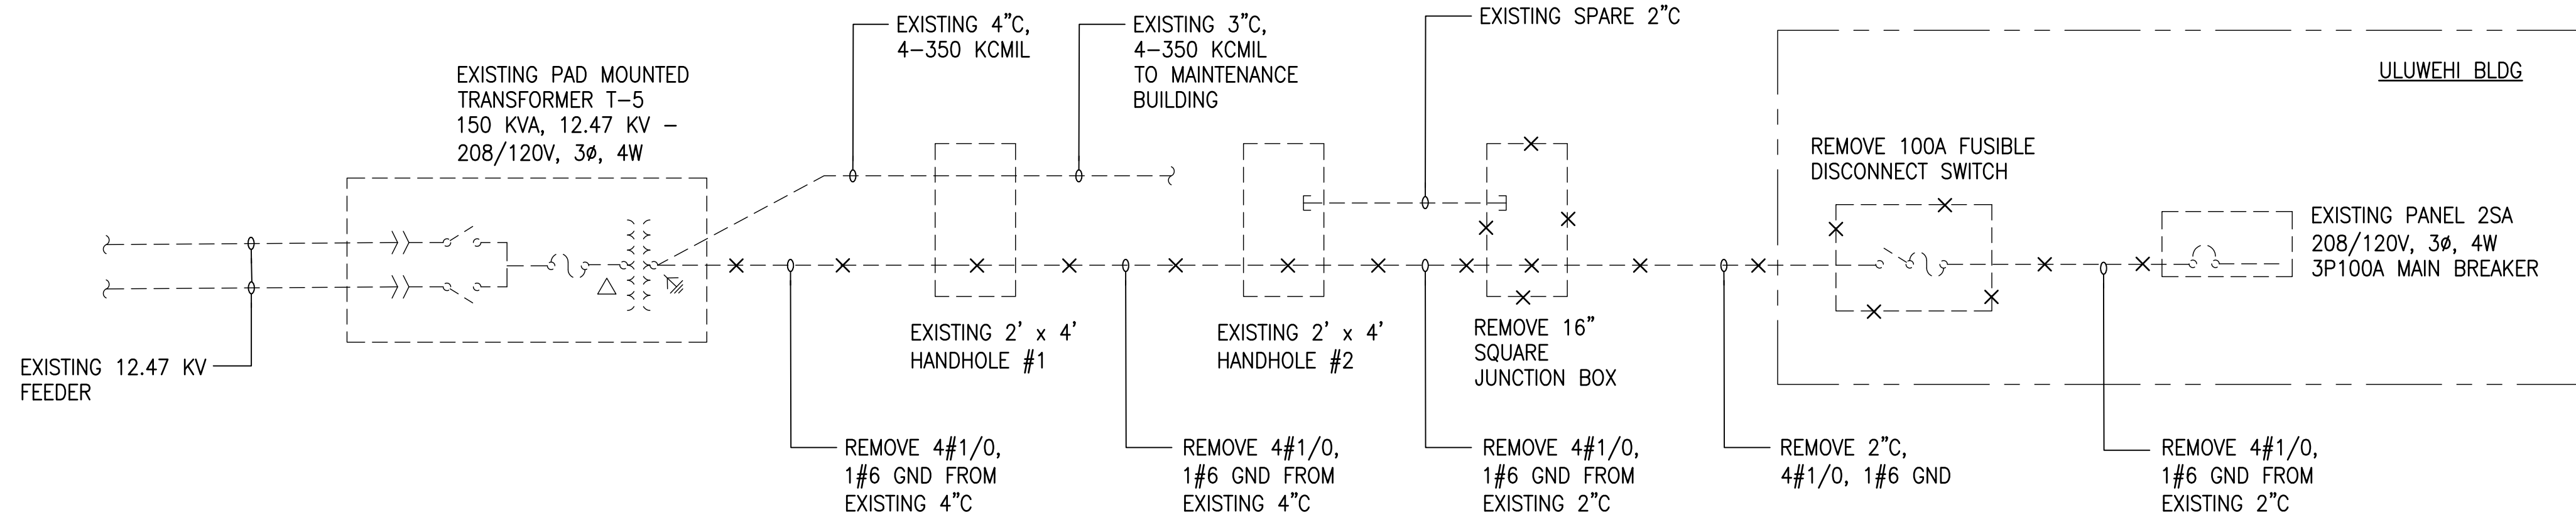 EXISTING 4"C,
4-350 KCMIL
EXISTING 3"C,
4-350 KCMIL
TO MAINTENANCE
BUILDING
EXISTING SPARE 2"C
ULUWEHI BLDG
EXISTING PAD MOUNTED
TRANSFORMER T-5
150 KVA, 12.47 KV –
208/120V, 3ø, 4W
REMOVE 100A FUSIBLE
DISCONNECT SWITCH
EXISTING PANEL 2SA
208/120V, 3ø, 4W
3P100A MAIN BREAKER
EXISTING 12.47 KV
FEEDER
EXISTING 2' x 4'
HANDHOLE #1
EXISTING 2' x 4'
HANDHOLE #2
REMOVE 16"
SQUARE
JUNCTION BOX
REMOVE 4#1/0,
1#6 GND FROM
EXISTING 4"C
REMOVE 4#1/0,
1#6 GND FROM
EXISTING 4"C
REMOVE 4#1/0,
1#6 GND FROM
EXISTING 2"C
REMOVE 2"C,
4#1/0, 1#6 GND
REMOVE 4#1/0,
1#6 GND FROM
EXISTING 2"C